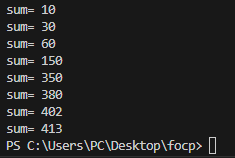 sum= 10
sum= 30
sum= 60
sum= 150
sum= 350
sum= 380
sum= 402
sum= 413
PS C:\Users\PC\Desktop\focp>